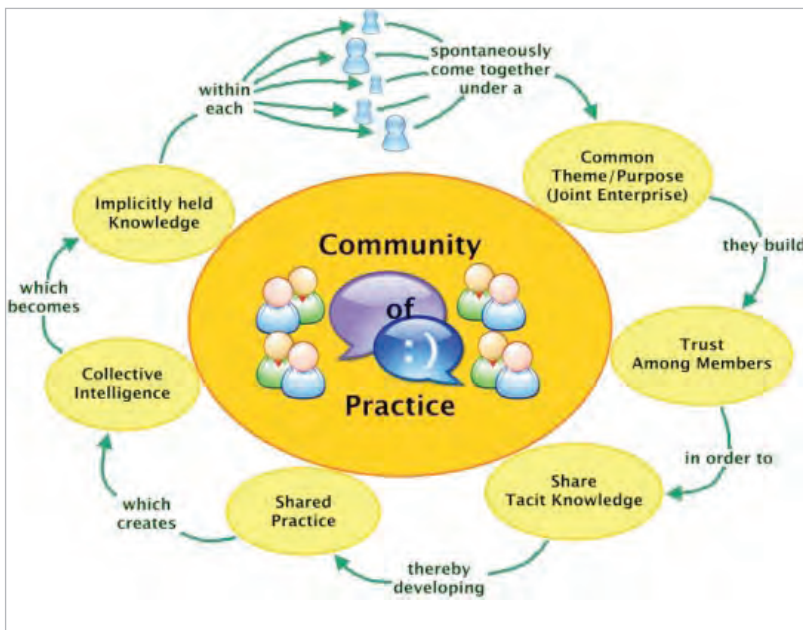 spontaneously
come together
under a
within
each
Common
Theme/Purpose
(Joint Enterprise)
they build
Trust
Among Members
in order to
Share
Tacit Knowledge
thereby
developing
Shared
Practice
which
creates
Collective
Intelligence
which
becomes
Implicitly held
Knowledge
Community
of
:)
Practice